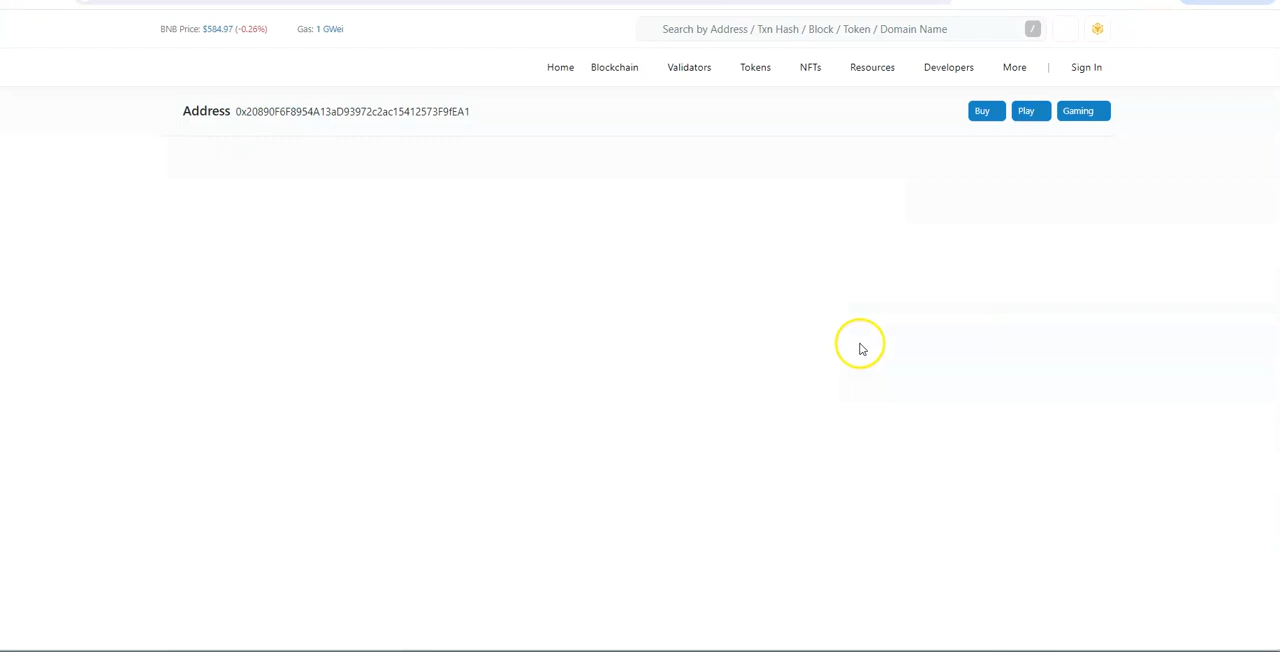 BNB Price: $584.97 (-0.26%) Gas: 1 GWei
Search by Address / Txn Hash / Block / Token / Domain Name /
Home Blockchain Validators Tokens NFTs Resources Developers More | Sign In
Address 0x20890F6F8954A13aD93972c2ac15412573F9fEA1
Buy Play Gaming